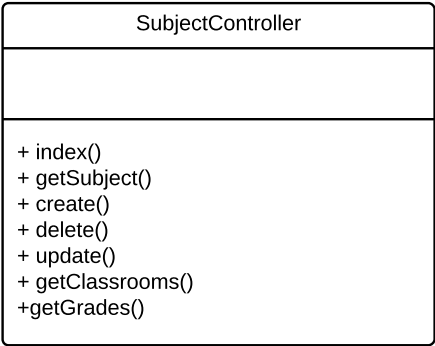 SubjectController
+ index()
+ getSubject()
+ create()
+ delete()
+ update()
+ getClassrooms()
+getGrades()